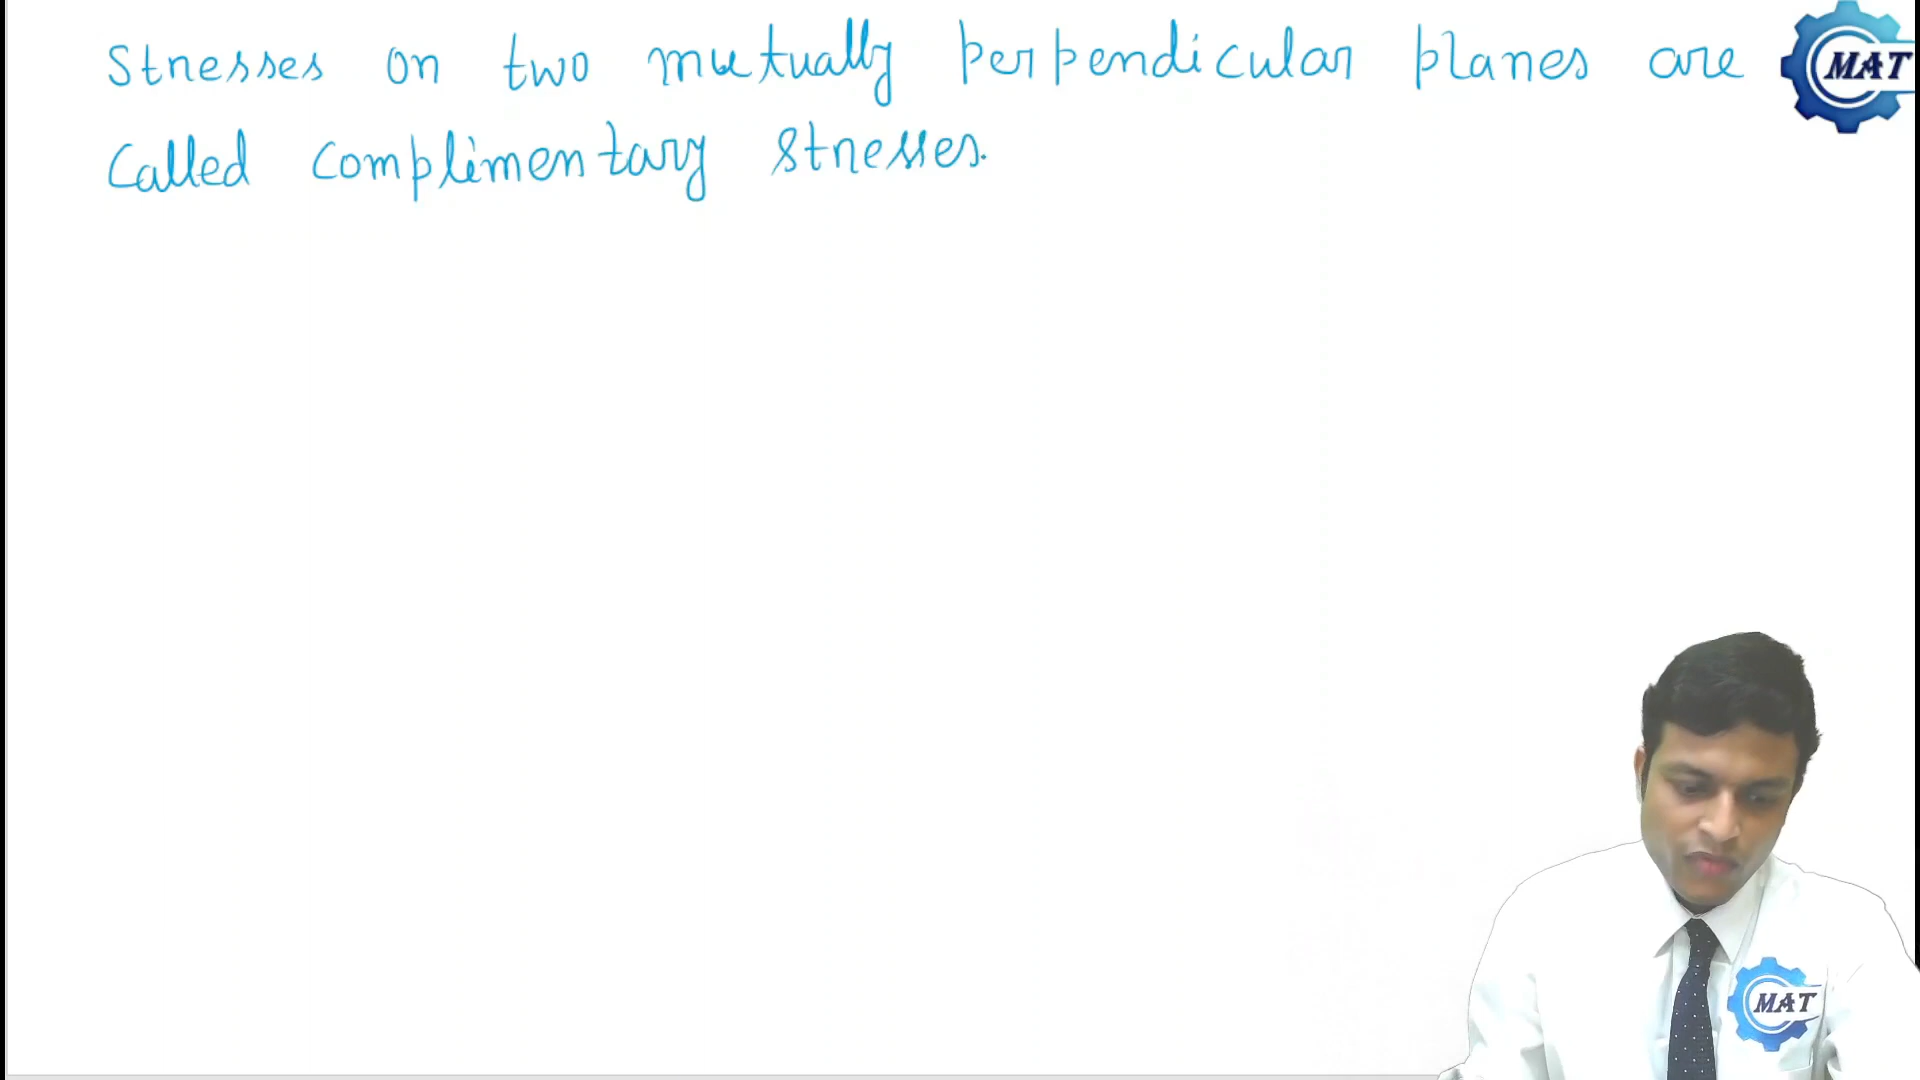 Stresses on two mutually perpendicular planes are
called complimentary stresses.
MAT
MAT